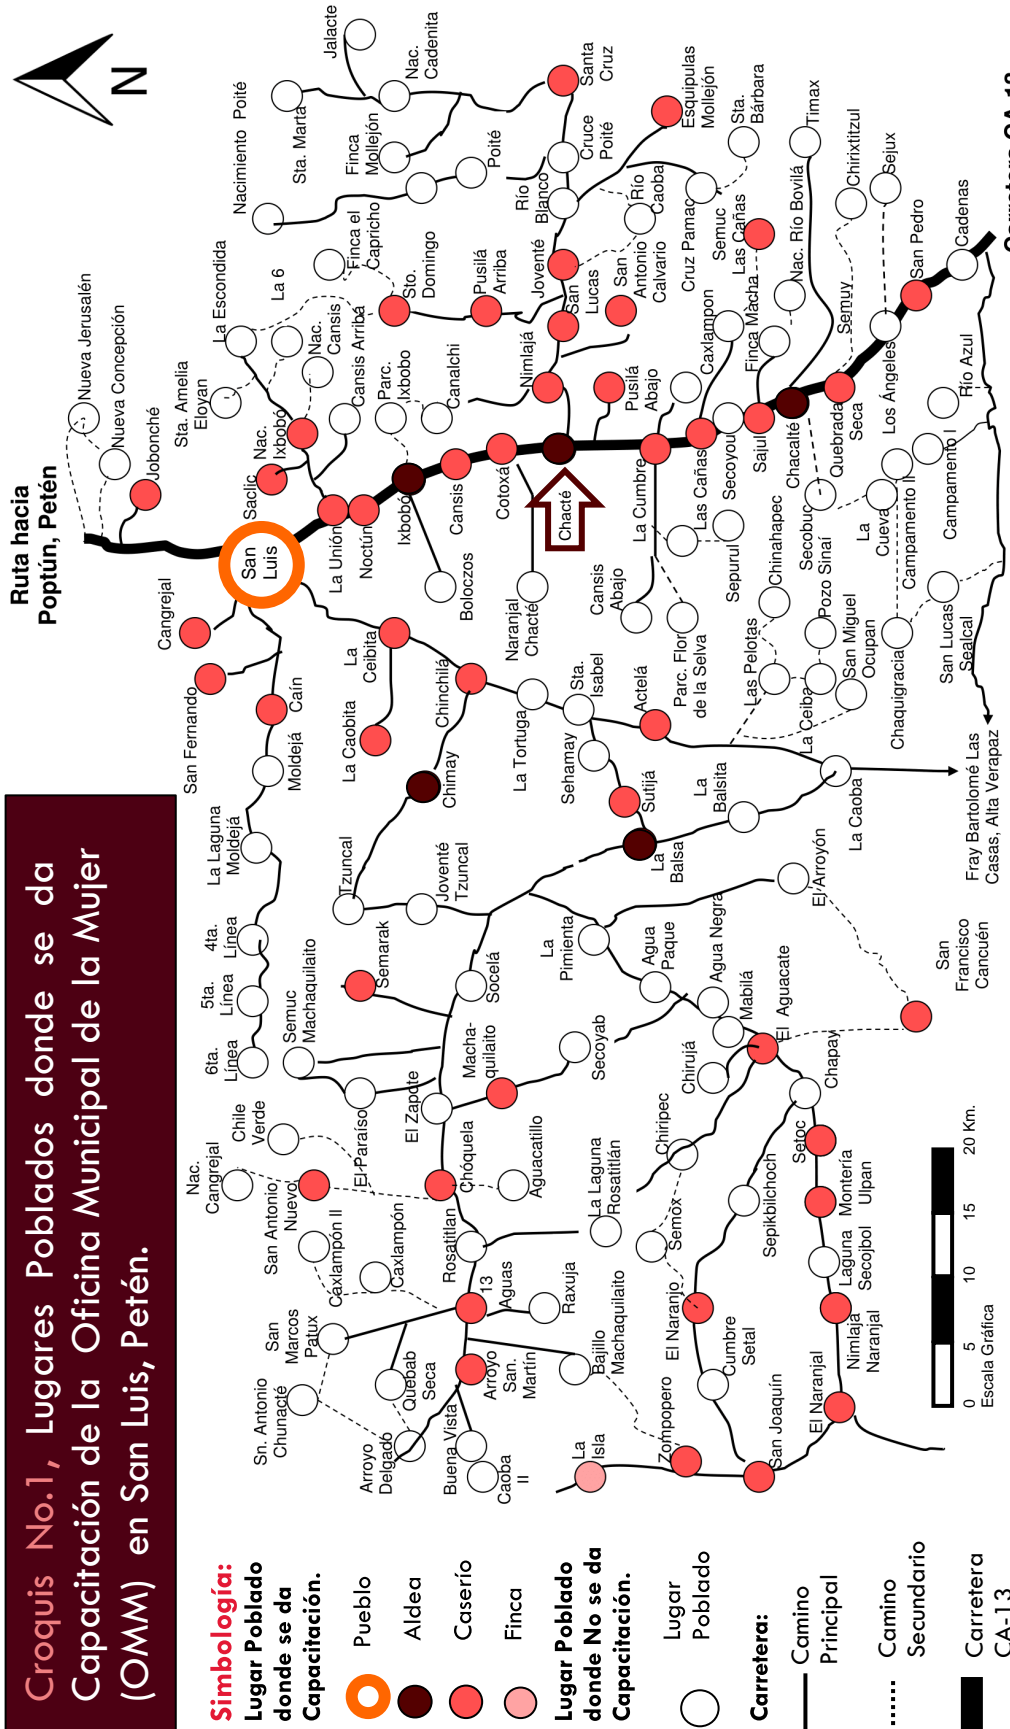 Croquis No.1, Lugares Poblados donde se da
Capacitación de la Oficina Municipal de la Mujer
(OMM) en San Luis, Petén.
Simbología:
Lugar Poblado
donde se da
Capacitación.
Pueblo
Aldea
Caserío
Finca
Lugar Poblado
donde No se da
Capacitación.
Lugar
Poblado
Carretera:
Camino
Principal
Camino
Secundario
Carretera
CA-13
N
Ruta hacia
Poptún, Petén
Nueva Jerusalén
Nueva Concepción
Jobonché
San
Luis
Cangrejal
San Fernando
Caín
Moldejá
La Laguna
Moldejá
4ta.
Línea
5ta.
Línea
6ta.
Línea
Semuc
Machaquilaito
Chile
Verde
Nac.
Cangrejal
San Antonio
Nuevo
El Paraíso
Caxlampón II
Caxlampón
San
Marcos
Patux
Sn. Antonio
Chunacté
Quebab
Seca
Arroyo
Delgado
Buena Vista
Caoba
II
Arroyo
San.
Martín
13
Aguas
Rosatitlan
Chóquela
Aguacatillo
El Zapote
Macha-
quilaito
Secoyab
Socelá
Semarak
Joventé
Tzuncal
Tzuncal
Chimay
Chinchilá
La
Ceibita
La Caobita
La Tortuga
Sta.
Isabel
Sehamay
Sutijá
La
Balsa
La
Balsita
Actelá
La Caoba
Fray Bartolomé Las
Casas, Alta Verapaz
La
Pimienta
Agua
Paque
Agua Negra
Mabilá
El Aguacate
El Arroyón
San
Francisco
Cancuén
Chirujá
Chapay
Setoc
Chiripec
Sepikbilchoch
Montería
Ulpan
Laguna
Secojbol
Nimlaja
Naranjal
El Naranjal
San Joaquín
Cumbre
Setal
El Naranjo
Semox
La Laguna
Rosatitlán
Raxuja
Bajillo
Machaquilaito
Zompopero
La
Isla
0 5 10 15 20 Km.
Escala Gráfica
Saclic
Nac.
Ixbobó
Sta. Amelia
Eloyan
La Escondida
La 6
Nac.
Cansis
Cansis Arriba
La Unión
Noctún
Ixbobó
Parc.
Ixbobo
Canalchi
Boloczos
Cansis
Cotoxá
Chacté
Naranjal
Chacté
Nacimiento Poité
Sta. Marta
Jalacte
Nac.
Cadenita
Finca
Mollejón
Poité
Finca el
Capricho
Sto.
Domingo
Pusilá
Arriba
Joventé
San
Lucas
Nimlajá
Río
Blanco
Cruce
Poité
Santa
Cruz
Esquipulas
Mollejón
Sta.
Bárbara
Río
Caoba
Cruz Parnac
San
Antonio
Calvario
Semuc
Las Cañas
Pusilá
Abajo
Caxlampon
Finca Macha
Nac. Río Bovilá
Timax
Chirixtitzul
Sejux
San Pedro
Cadenas
Semuy
Los Ángeles
Quebrada
Seca
Chacalté
Sajul
Secoyou
Las Cañas
La Cumbre
Sepurul
Cansis
Abajo
Parc. Flor
de la Selva
Las Pelotas
Chinahapec
Secobuc
Pozo Sinaí
La Ceiba
San Miguel
Ocupan
La
Cueva
Campamento II
Campamento I
Río Azul
Chaquigracia
San Lucas
Sealcal